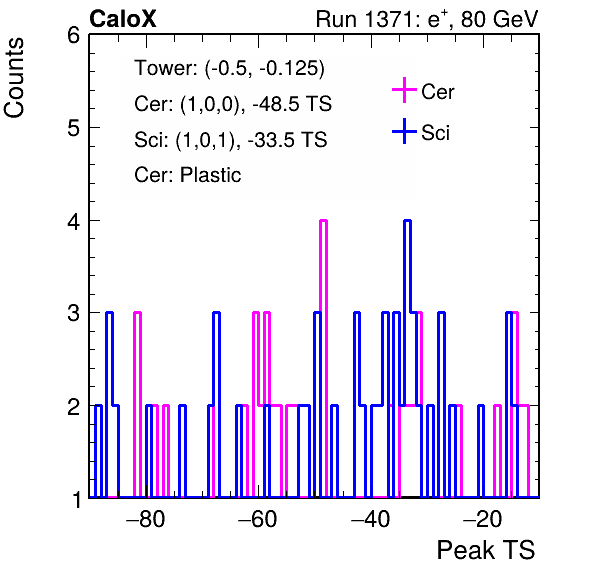 CaloX Run 1371: e⁺, 80 GeV
Counts
Tower: (-0.5, -0.125)
Cer: (1,0,0), -48.5 TS
Sci: (1,0,1), -33.5 TS
Cer: Plastic
Cer
Sci
6
5
4
3
2
1
−80 −60 −40 −20
Peak TS